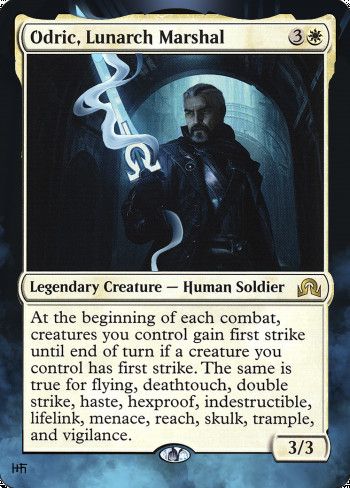 Odric, Lunarch Marshal 3
Legendary Creature — Human Soldier
At the beginning of each combat,
creatures you control gain first strike
until end of turn if a creature you
control has first strike. The same is
true for flying, deathtouch, double
strike, haste, hexproof, indestructible,
lifelink, menace, reach, skulk, trample,
and vigilance.
3/3